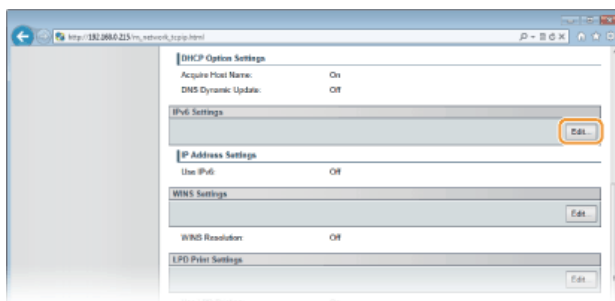 http://192.168.0.215/m_network_tcpip.html
DHCP Option Settings
Acquire Host Name: On
DNS Dynamic Update: Off
IPv6 Settings
Edit...
IP Address Settings
Use IPv6: Off
WINS Settings
Edit...
WINS Resolution: Off
LPD Print Settings
Edit...